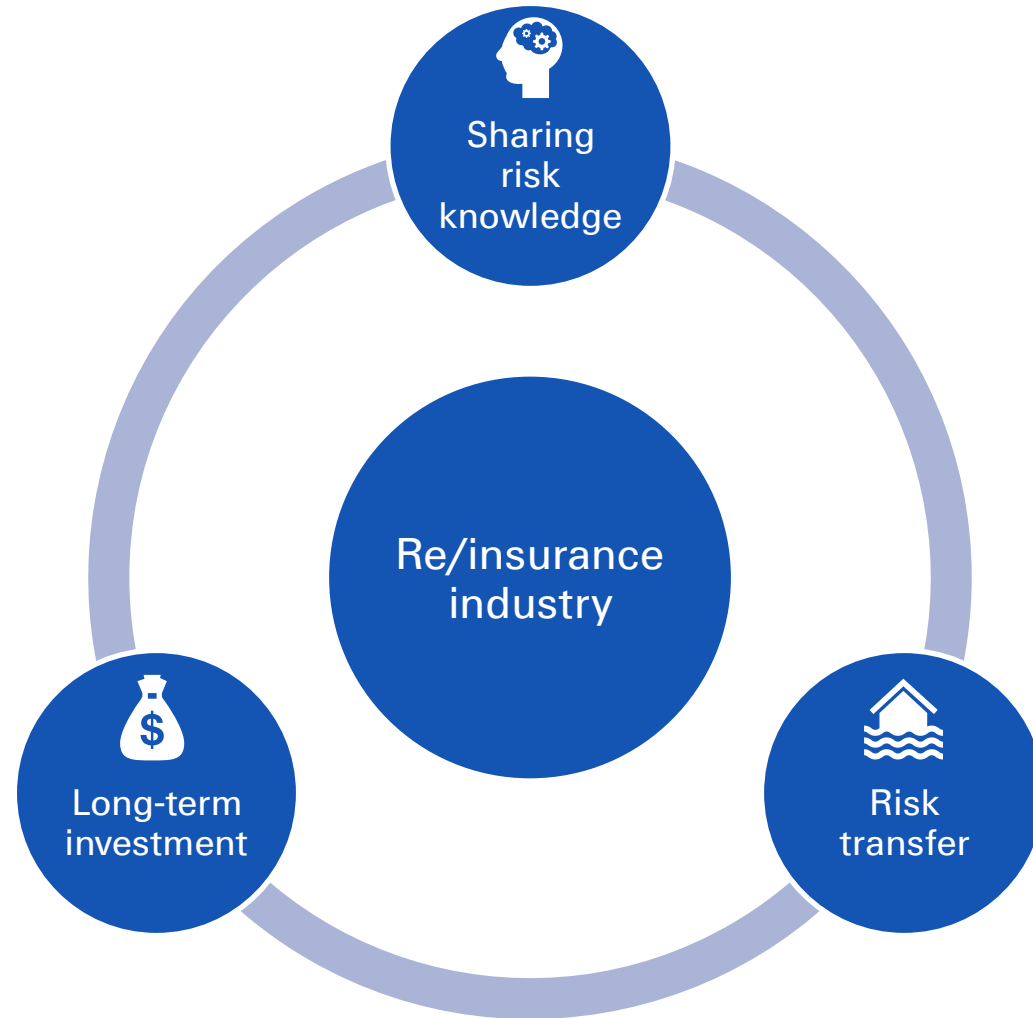 Sharing
risk
knowledge
Re/insurance
industry
$
Long-term
investment
Risk
transfer